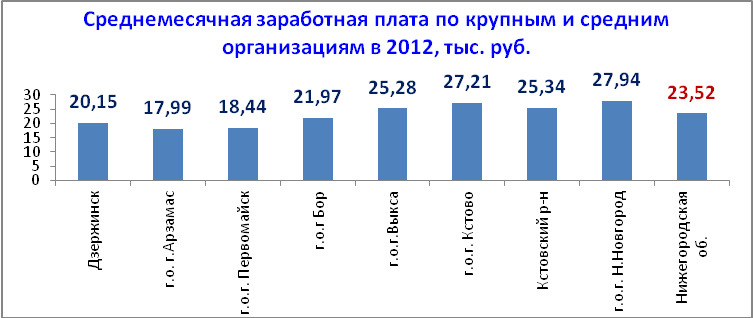 Среднемесячная заработная плата по крупным и средним
организациям в 2012, тыс. руб.
20,15
17,99
18,44
21,97
25,28
27,21
25,34
27,94
23,52
30
25
20
15
10
5
0
Дзержинск
г.о. г.Арзамас
г.о.г. Первомайск
г.о.г Бор
г.о.г.Выкса
г.о.г. Кстово
Кстовский р-н
г.о.г. Н.Новгород
Нижегородская
об.